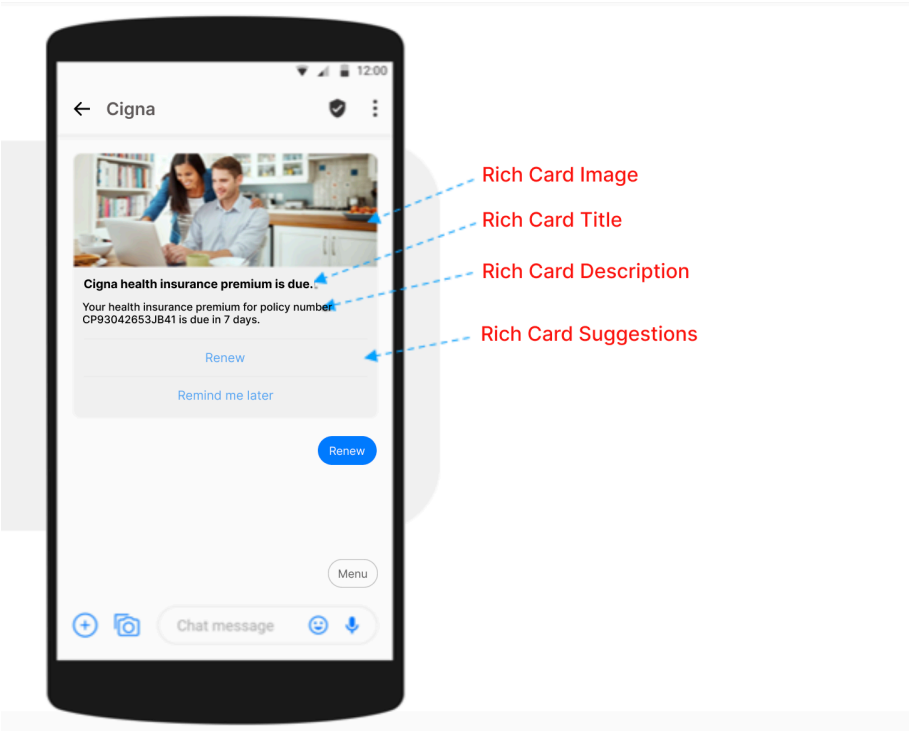 12:00
Cigna
Rich Card Image
Rich Card Title
Rich Card Description
Cigna health insurance premium is due.
Your health insurance premium for policy number
CP93042653JB41 is due in 7 days.
Rich Card Suggestions
Renew
Remind me later
Renew
Menu
Chat message